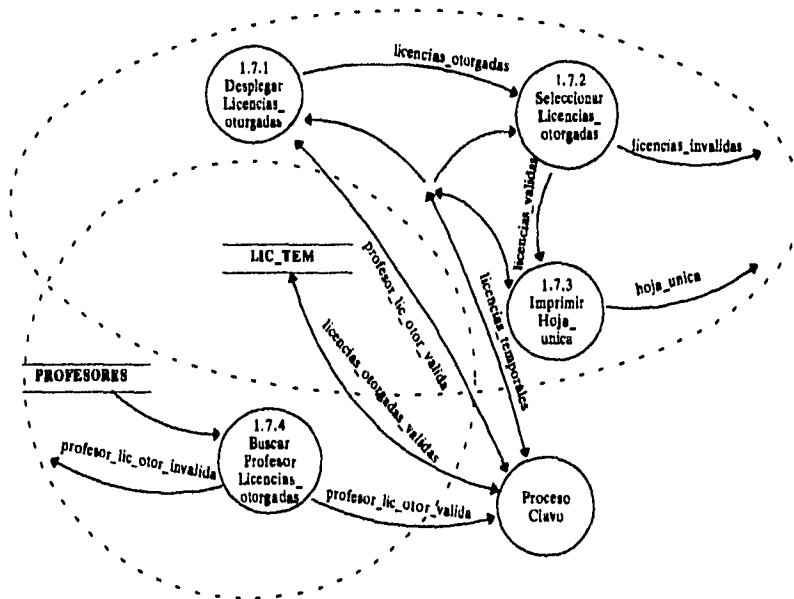 1.7.1
Desplegar
Licencias_
oturgadas
licencias_otorgadas
1.7.2
Seleccionar
Licencias_
otorgadas
licencias_invalidas
licencias_validas
LIC_TEM
profesor_lic_otor_valida
licencias_temporales
1.7.3
Imprimir
Hoja_
unica
hoja_unica
licencias_otorgadas_validas
PROFESORES
1.7.4
Buscar
Profesor
Licencias_
otorgadas
profesor_lic_otor_invalida
profesor_lic_otor_valida
Proceso
Clavo